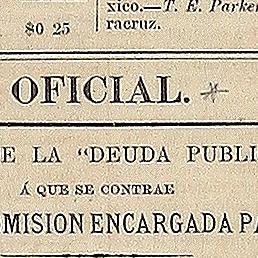 xico.—T. E. Parke
$0 25
racruz.
OFICIAL.
E LA "DEUDA PUBLI
Á QUE SE CONTRAE
MISION ENCARGADA PA